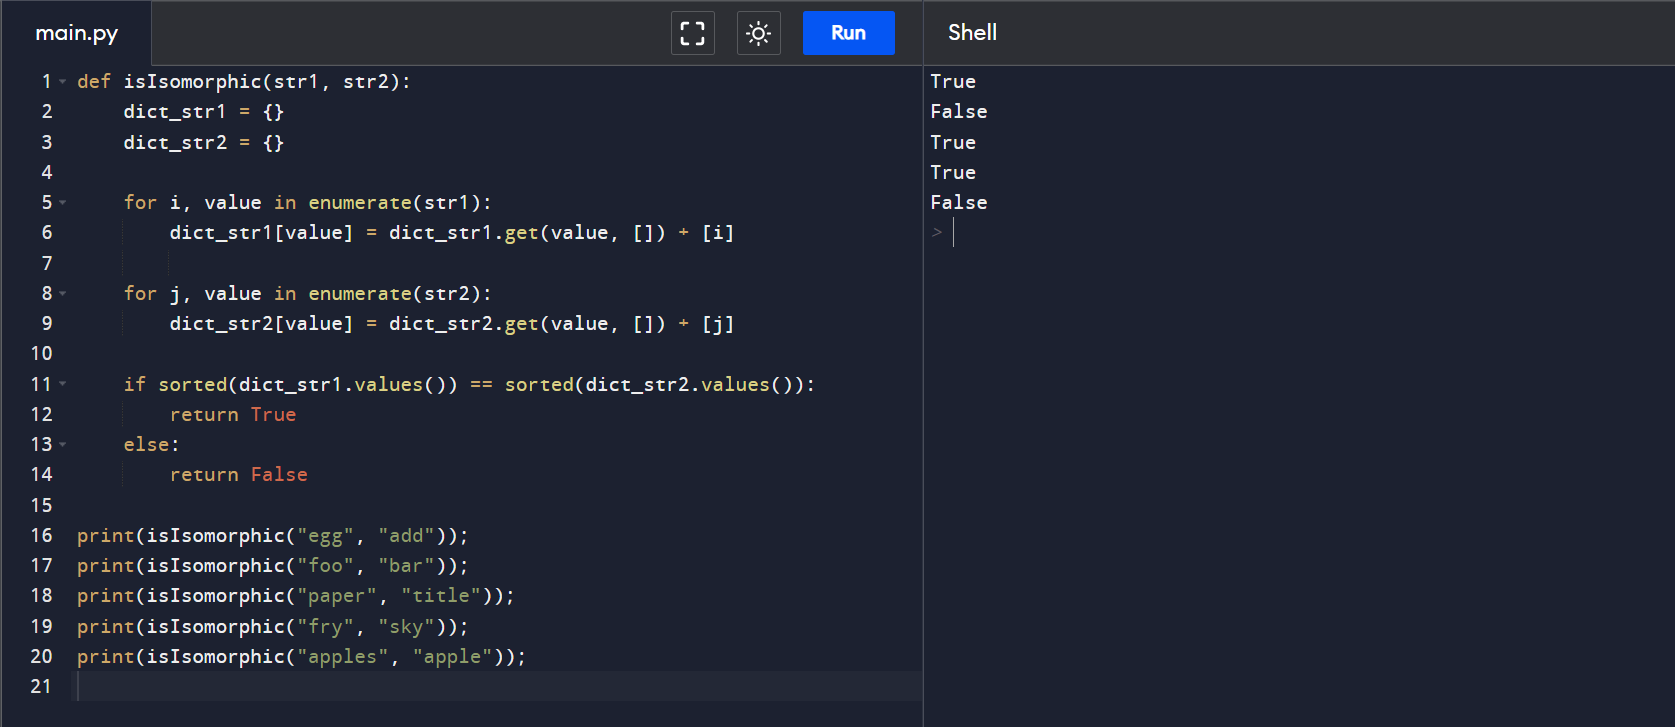 main.py
Run
Shell
1 def isIsomorphic(str1, str2):
2     dict_str1 = {}
3     dict_str2 = {}
4
5     for i, value in enumerate(str1):
6         dict_str1[value] = dict_str1.get(value, []) + [i]
7
8     for j, value in enumerate(str2):
9         dict_str2[value] = dict_str2.get(value, []) + [j]
10
11     if sorted(dict_str1.values()) == sorted(dict_str2.values()):
12         return True
13     else:
14         return False
15
16 print(isIsomorphic("egg", "add"));
17 print(isIsomorphic("foo", "bar"));
18 print(isIsomorphic("paper", "title"));
19 print(isIsomorphic("fry", "sky"));
20 print(isIsomorphic("apples", "apple"));
21
True
False
True
True
False
>